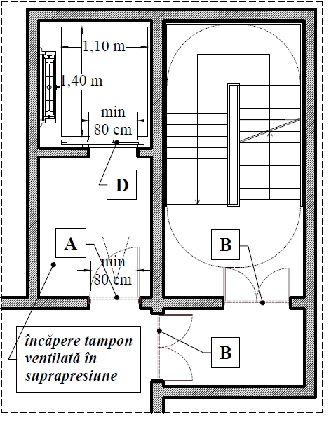 1,10 m
1,40 m
min
80 cm
D
A
min
80 cm
B
B
încăpere tampon
ventilată în
suprapresiune